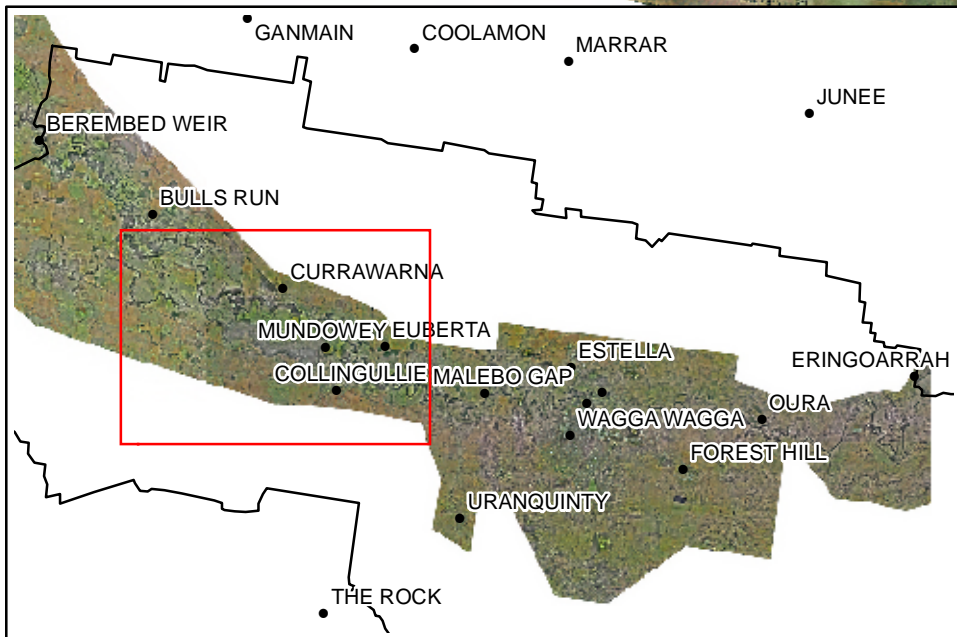 GANMAIN
COOLAMON
MARRAR
JUNEE
BEREMBED WEIR
BULLS RUN
CURRAWARNA
MUNDOWEY
EUBERTA
ESTELLA
ERINGOARRAH
COLLINGULLIE
MALEBO GAP
OURA
WAGGA WAGGA
FOREST HILL
URANQUINTY
THE ROCK